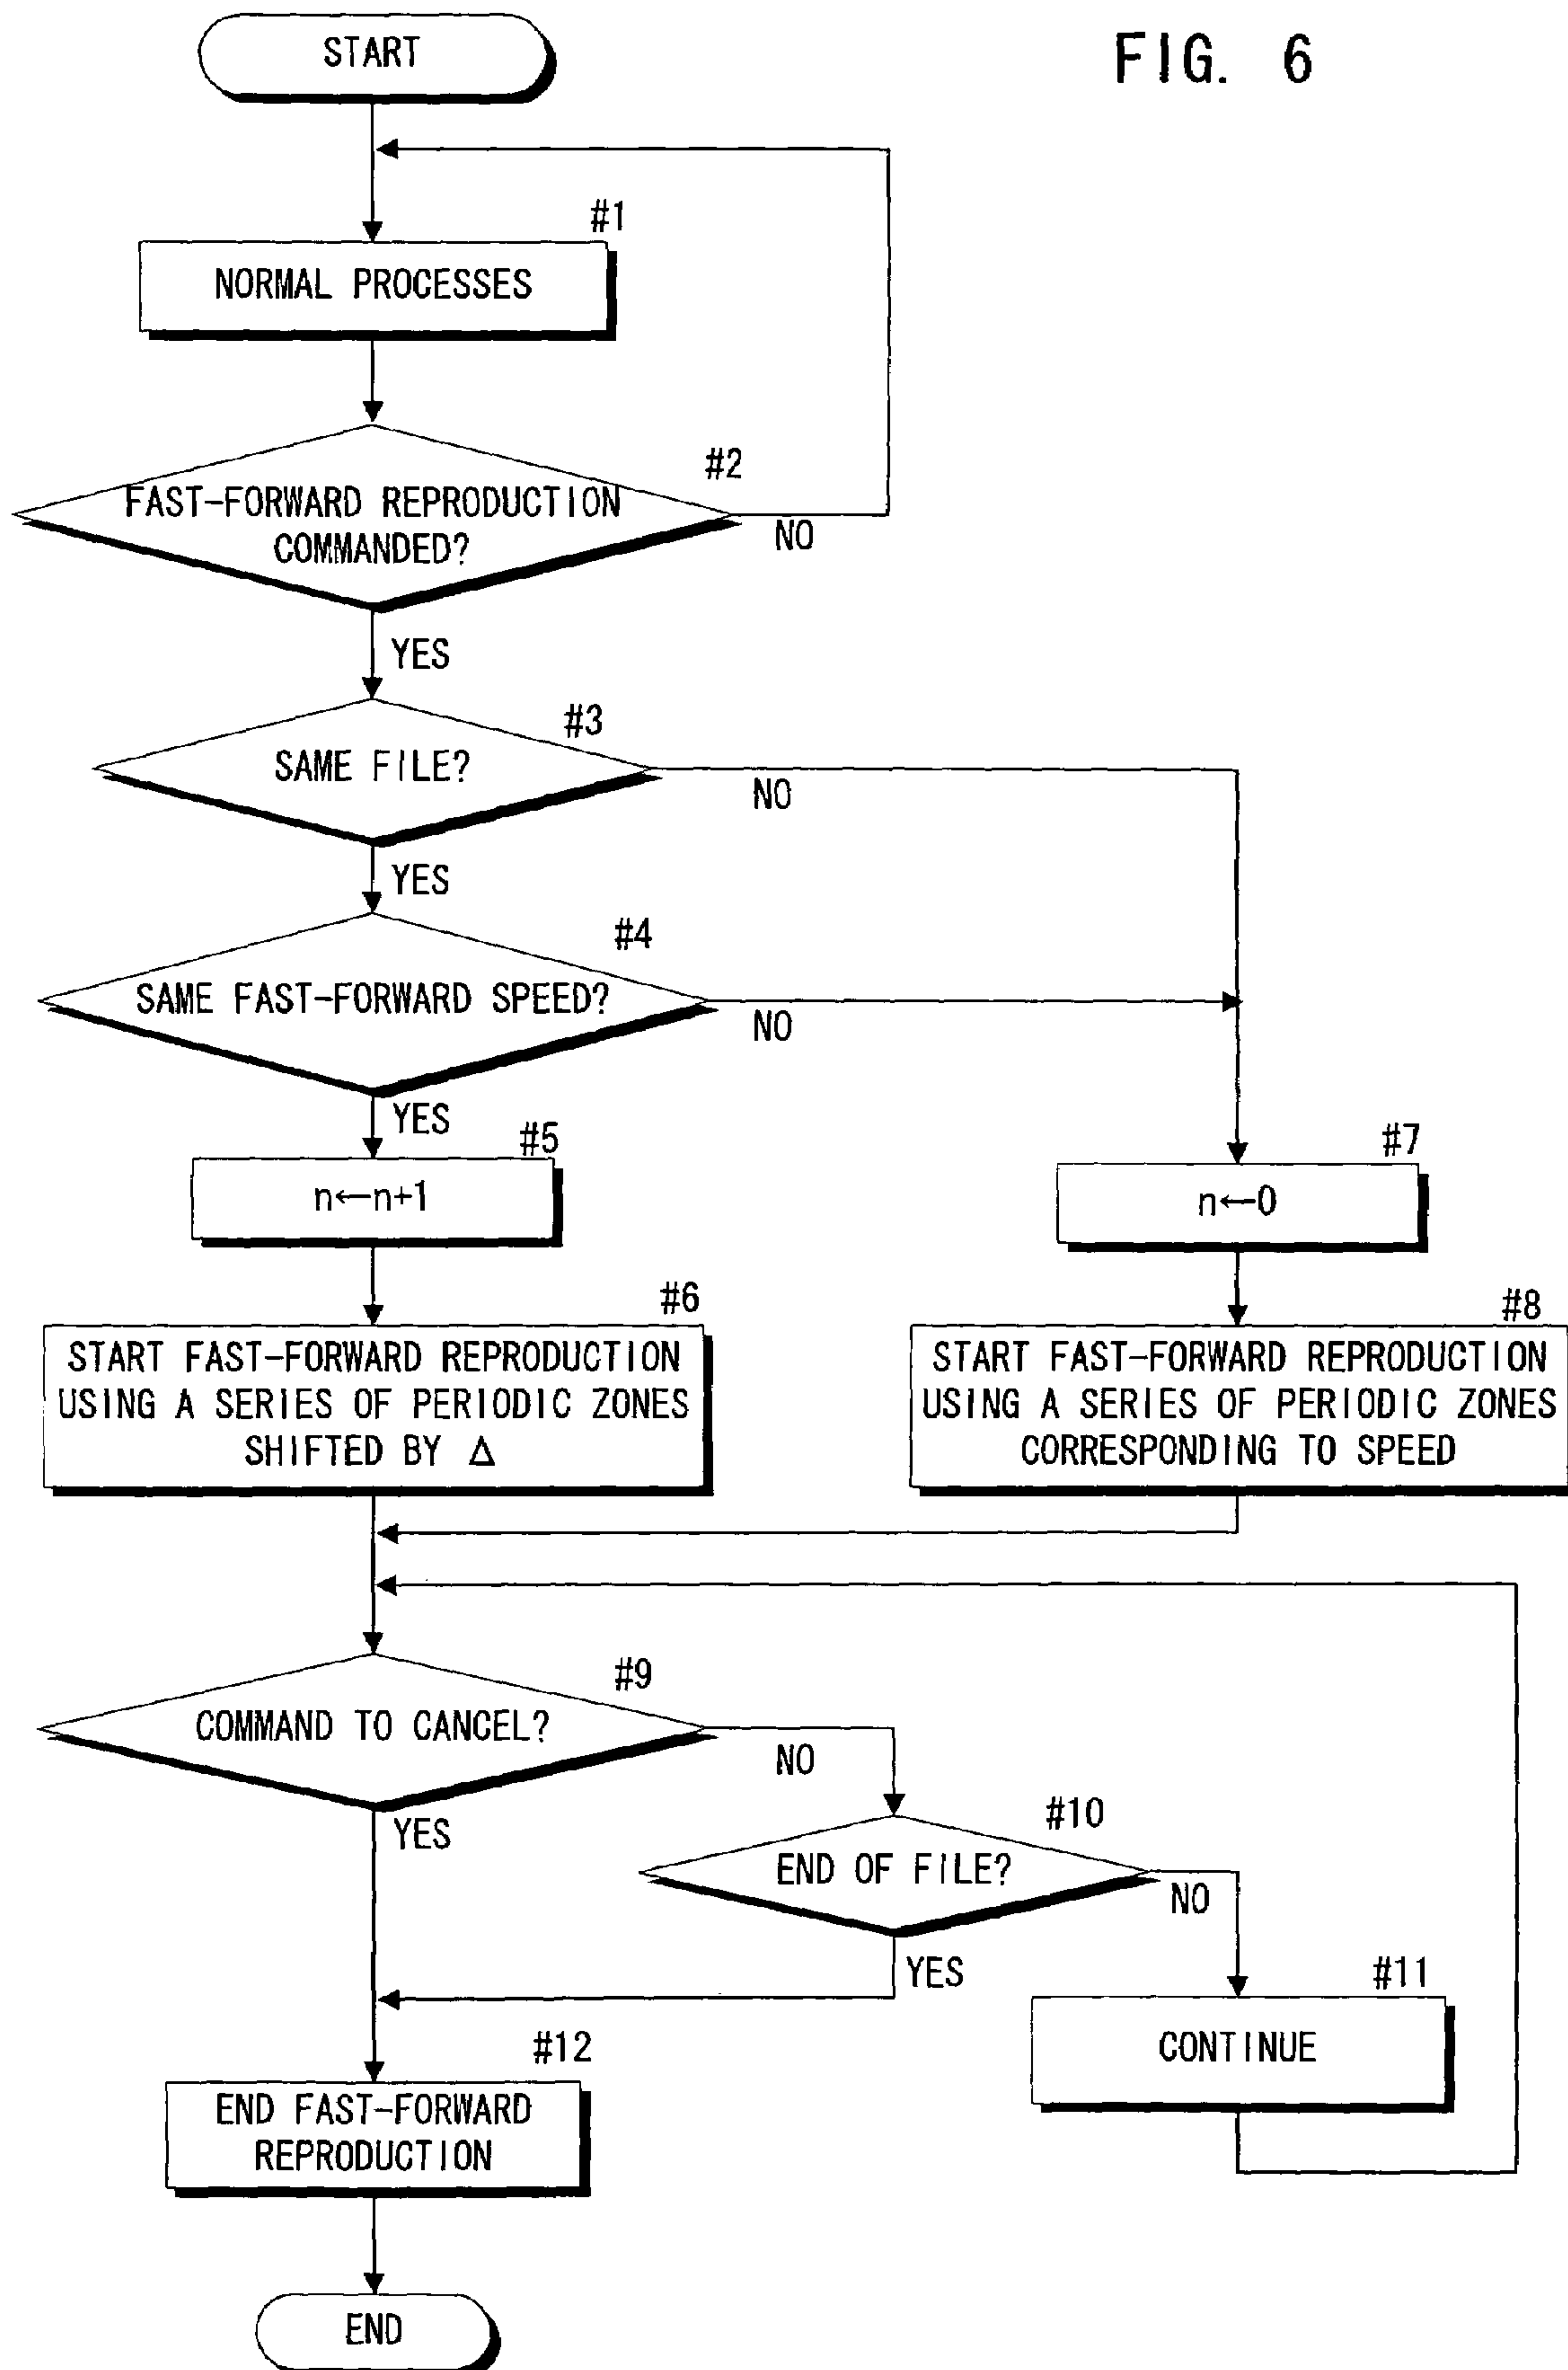 START
FIG. 6
#1
NORMAL PROCESSES
#2
FAST-FORWARD REPRODUCTION
COMMANDED?
NO
YES
#3
SAME FILE?
NO
YES
#4
SAME FAST-FORWARD SPEED?
NO
YES
#5
n←n+1
#7
n←0
#6
START FAST-FORWARD REPRODUCTION
USING A SERIES OF PERIODIC ZONES
SHIFTED BY Δ
#8
START FAST-FORWARD REPRODUCTION
USING A SERIES OF PERIODIC ZONES
CORRESPONDING TO SPEED
#9
COMMAND TO CANCEL?
NO
YES
#10
END OF FILE?
NO
YES
#11
CONTINUE
#12
END FAST-FORWARD
REPRODUCTION
END